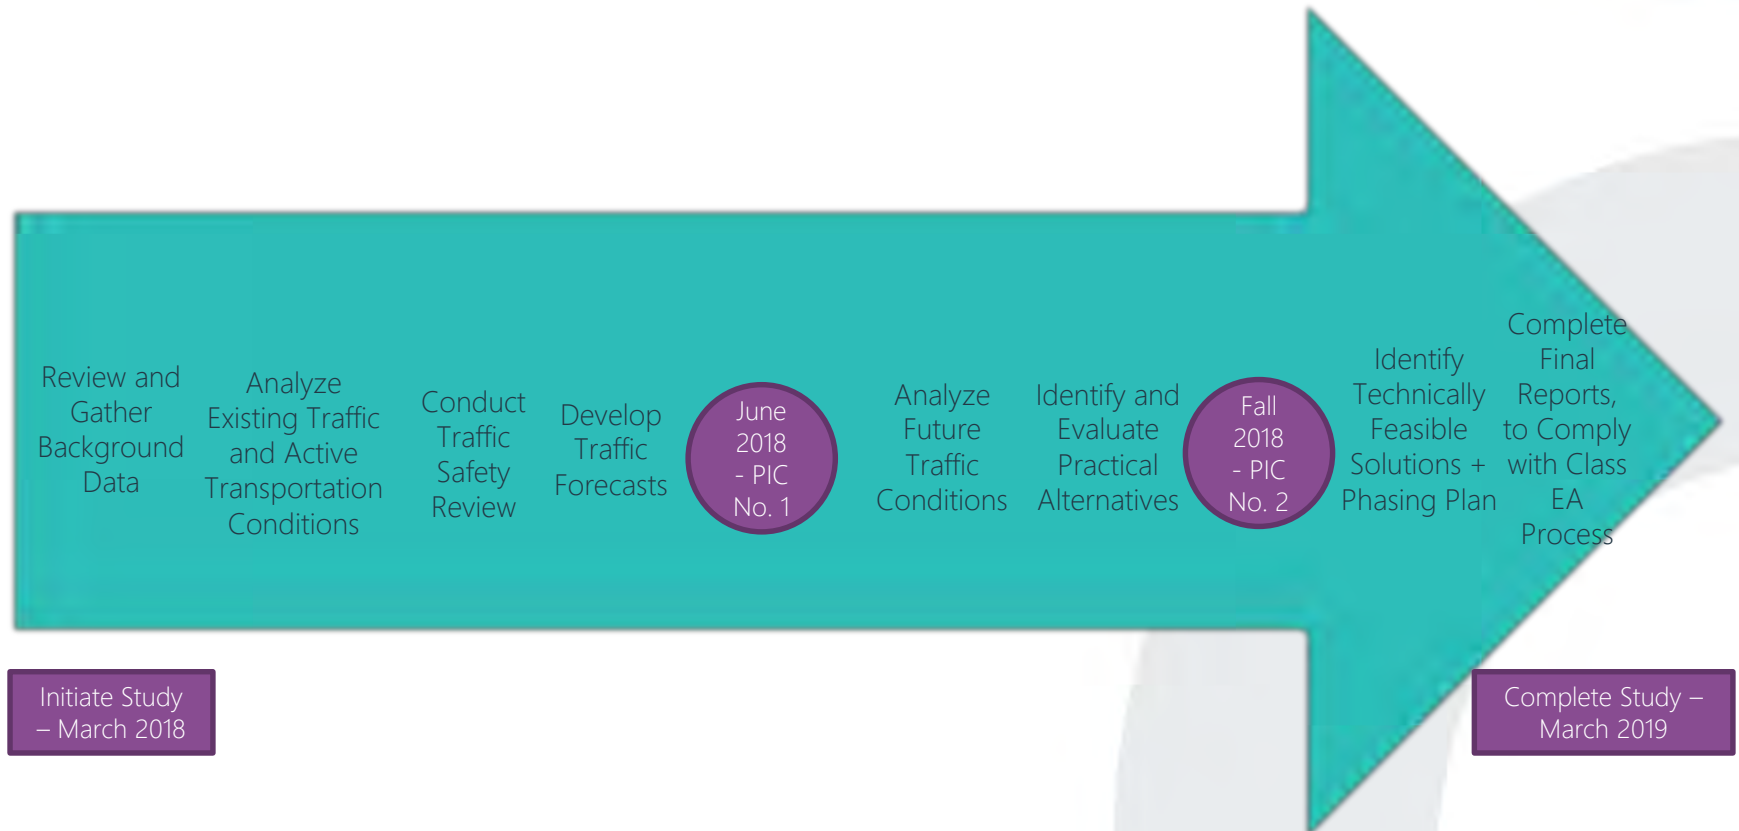 Review and
Gather
Background
Data
Analyze
Existing Traffic
and Active
Transportation
Conditions
Conduct
Traffic
Safety
Review
Develop
Traffic
Forecasts
June
2018
- PIC
No. 1
Analyze
Future
Traffic
Conditions
Identify and
Evaluate
Practical
Alternatives
Fall
2018
- PIC
No. 2
Identify
Technically
Feasible
Solutions +
Phasing Plan
Complete
Final
Reports,
to Comply
with Class
EA
Process
Initiate Study
– March 2018
Complete Study –
March 2019